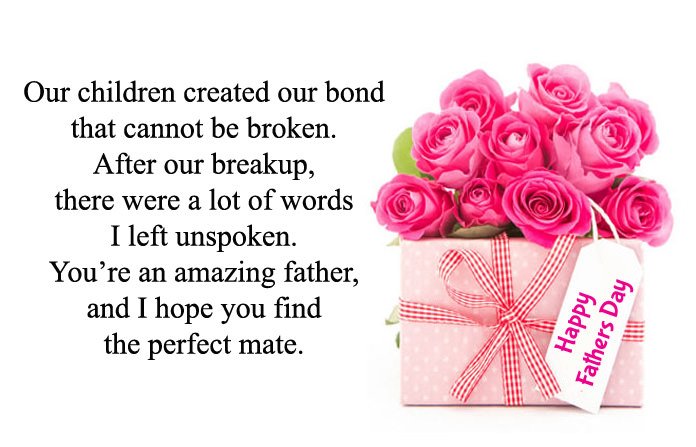 Our children created our bond
that cannot be broken.
After our breakup,
there were a lot of words
I left unspoken.
You’re an amazing father,
and I hope you find
the perfect mate.
Happy
Fathers Day